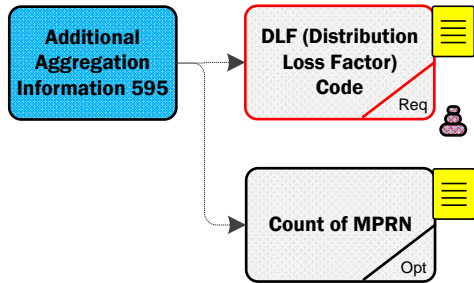 Additional
Aggregation
Information 595
DLF (Distribution
Loss Factor)
Code
Req
Count of MPRN
Opt